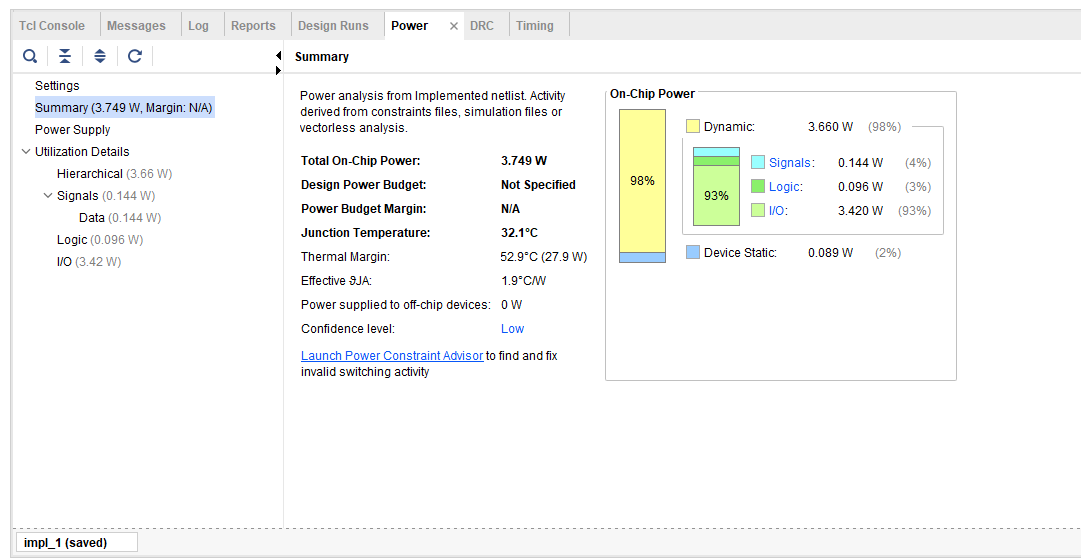 Tcl Console Messages Log Reports Design Runs Power × DRC Timing
Summary
Settings
Summary (3.749 W, Margin: N/A)
Power Supply
Utilization Details
Hierarchical (3.66 W)
Signals (0.144 W)
Data (0.144 W)
Logic (0.096 W)
I/O (3.42 W)
Power analysis from Implemented netlist. Activity
derived from constraints files, simulation files or
vectorless analysis.
Total On-Chip Power: 3.749 W
Design Power Budget: Not Specified
Power Budget Margin: N/A
Junction Temperature: 32.1°C
Thermal Margin: 52.9°C (27.9 W)
Effective ϑJA: 1.9°C/W
Power supplied to off-chip devices: 0 W
Confidence level: Low
Launch Power Constraint Advisor to find and fix
invalid switching activity
On-Chip Power
98%
93%
Dynamic: 3.660 W (98%)
Signals: 0.144 W (4%)
Logic: 0.096 W (3%)
I/O: 3.420 W (93%)
Device Static: 0.089 W (2%)
impl_1 (saved)